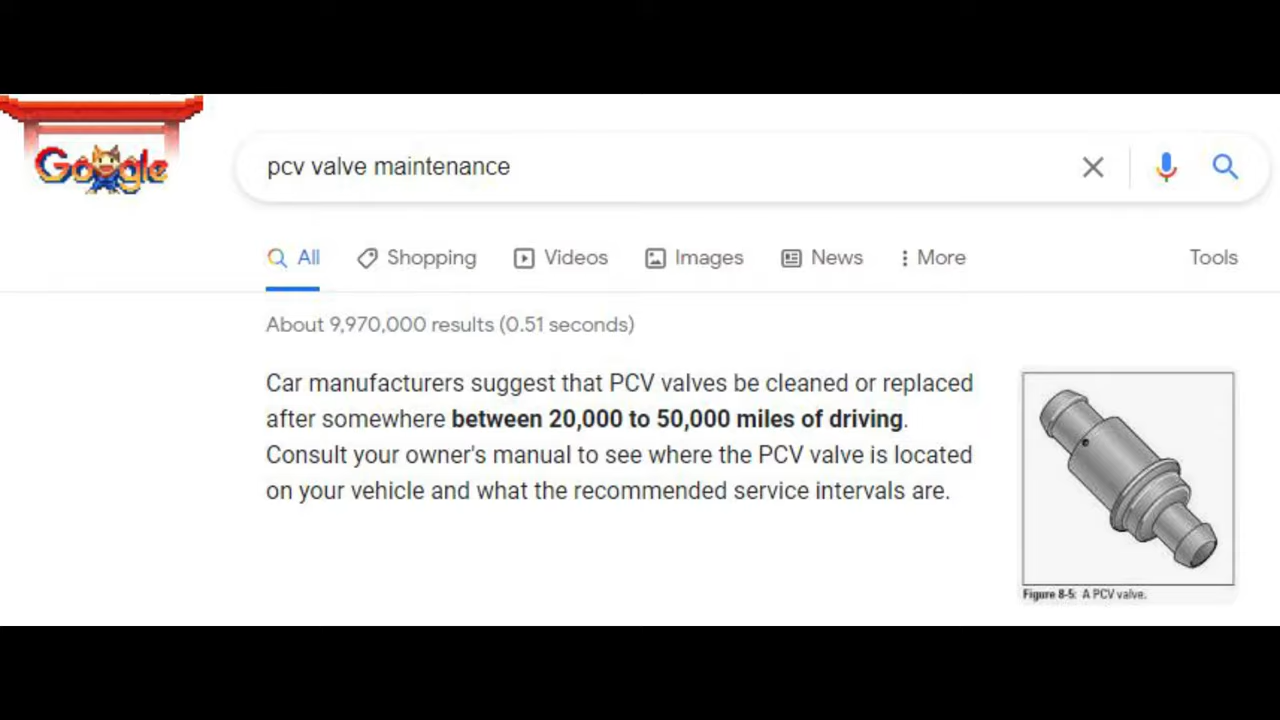 Google
pcv valve maintenance
All Shopping Videos Images News More Tools
About 9,970,000 results (0.51 seconds)
Car manufacturers suggest that PCV valves be cleaned or replaced
after somewhere between 20,000 to 50,000 miles of driving.
Consult your owner's manual to see where the PCV valve is located
on your vehicle and what the recommended service intervals are.
Figure 8-5: A PCV valve.